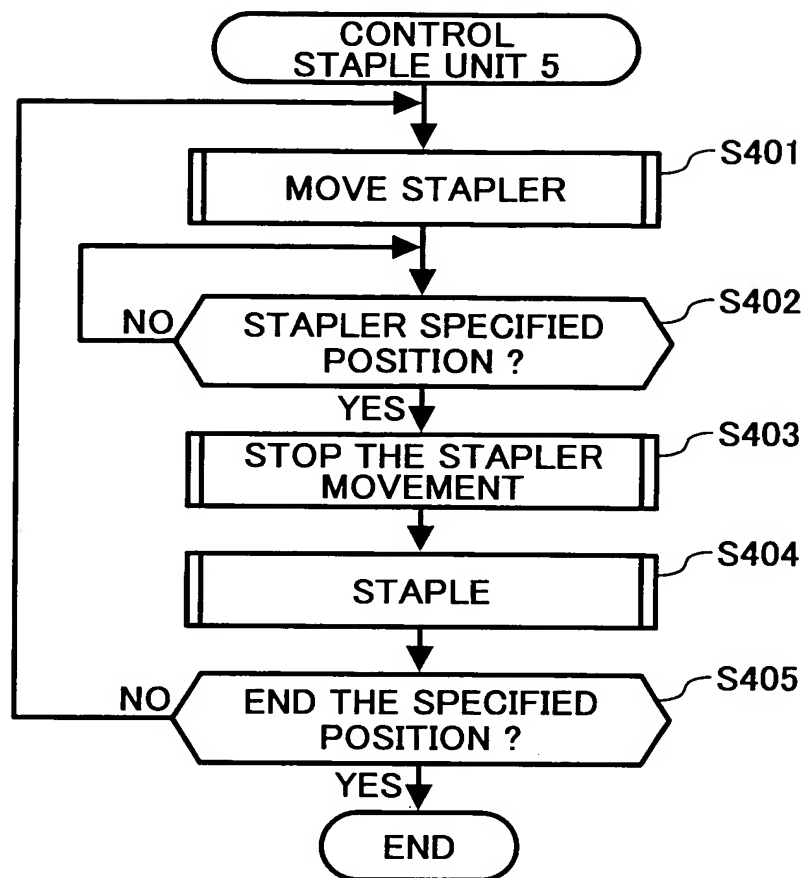 CONTROL
STAPLE UNIT 5
S401
MOVE STAPLER
S402
NO
STAPLER SPECIFIED
POSITION ?
YES
S403
STOP THE STAPLER
MOVEMENT
S404
STAPLE
S405
NO
END THE SPECIFIED
POSITION ?
YES
END